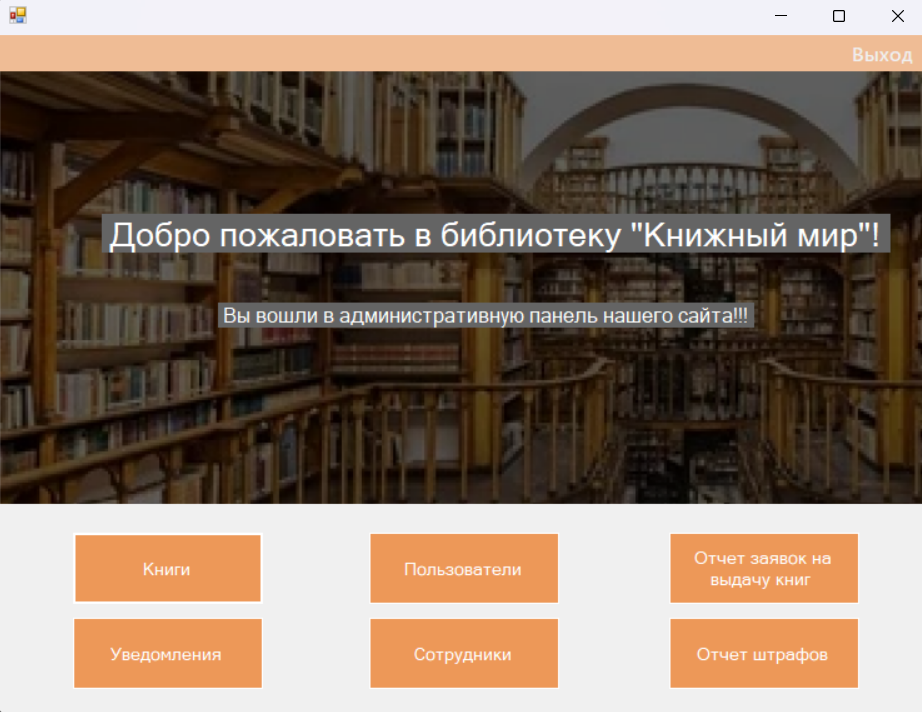 Выход
Добро пожаловать в библиотеку "Книжный мир"!
Вы вошли в административную панель нашего сайта!!!
Книги
Пользователи
Отчет заявок на
выдачу книг
Уведомления
Сотрудники
Отчет штрафов